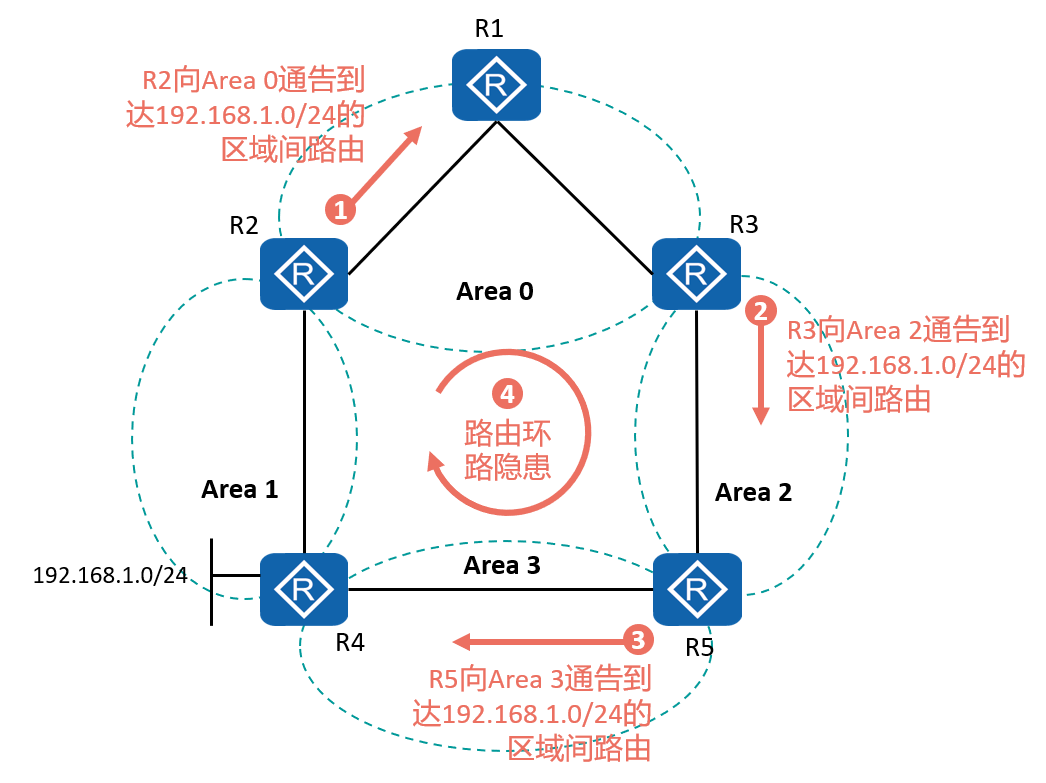 R1
R2向Area 0通告到
达192.168.1.0/24的
区域间路由
1
R
R2
R3
R
R
Area 0
2
R3向Area 2通告到
达192.168.1.0/24的
区域间路由
4
路由环
路隐患
Area 1
Area 2
Area 3
192.168.1.0/24
R
R
R4
3
R5
R5向Area 3通告到
达192.168.1.0/24的
区域间路由